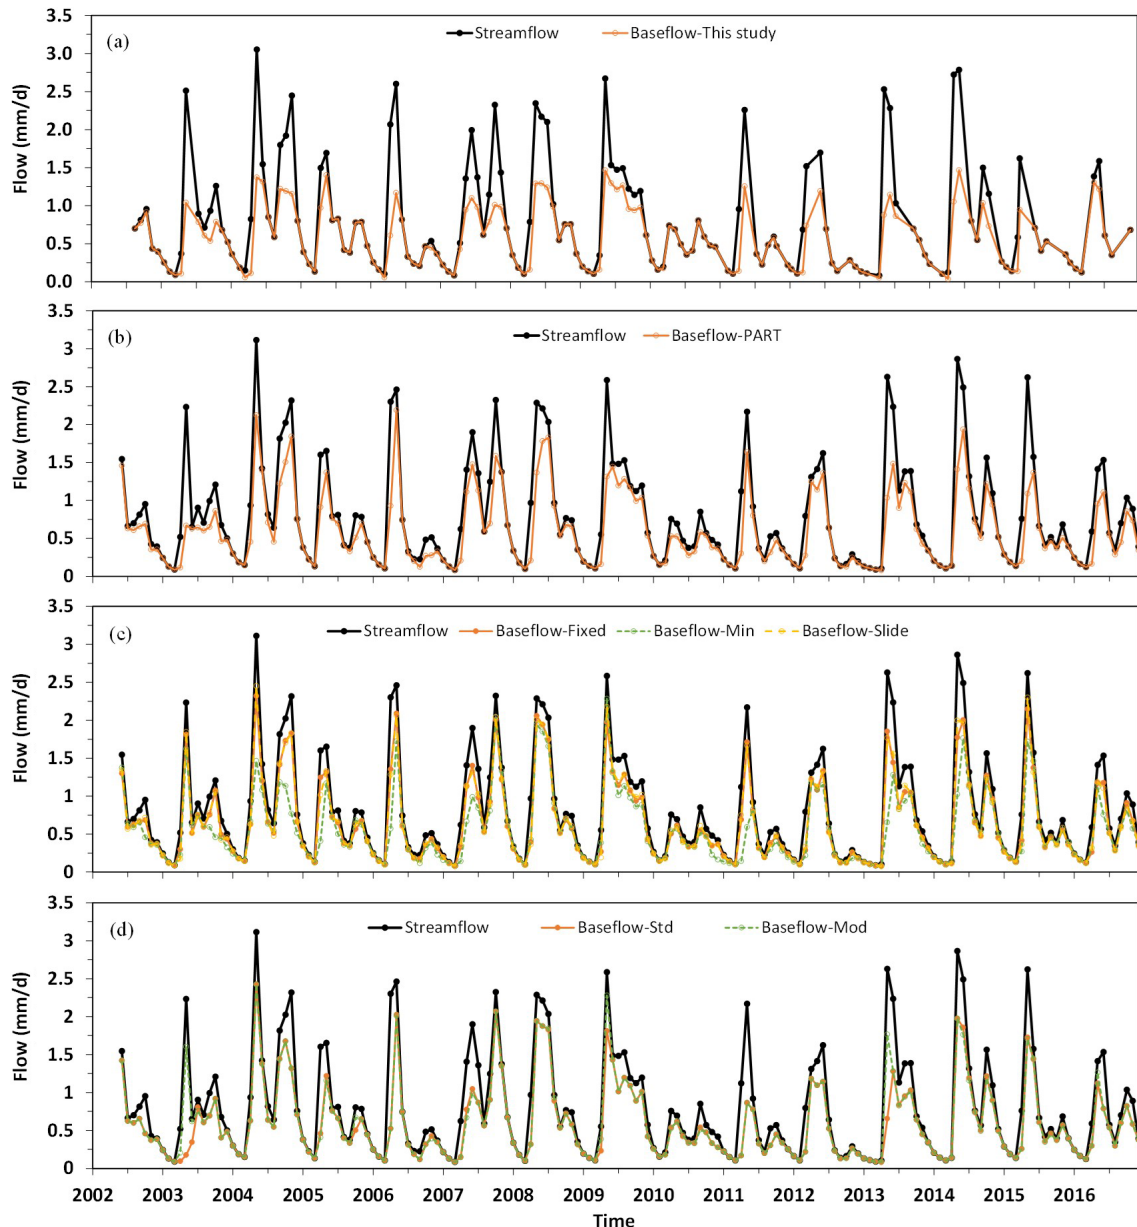 (a)
Streamflow
Baseflow-This study
3.5
3.0
2.5
2.0
1.5
1.0
0.5
0.0
Flow (mm/d)
(b)
Streamflow
Baseflow-PART
3.5
3
2.5
2
1.5
1
0.5
0
Flow (mm/d)
(c)
Streamflow
Baseflow-Fixed
Baseflow-Min
Baseflow-Slide
3.5
3
2.5
2
1.5
1
0.5
0
Flow (mm/d)
(d)
Streamflow
Baseflow-Std
Baseflow-Mod
3.5
3
2.5
2
1.5
1
0.5
0
Flow (mm/d)
2002 2003 2004 2005 2006 2007 2008 2009 2010 2011 2012 2013 2014 2015 2016
Time